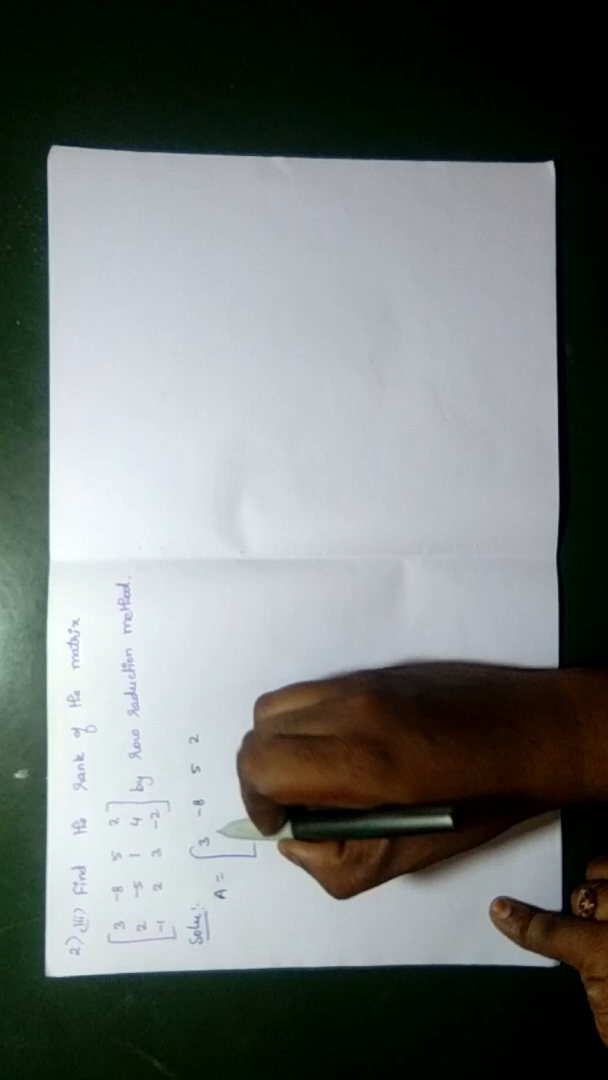 2) (iii) Find the rank of the matrix
[3 -8 5 2
2 -5 1 4
-1 2 3 -2] by row reduction method.
Solu:-
A = [3 -8 5 2